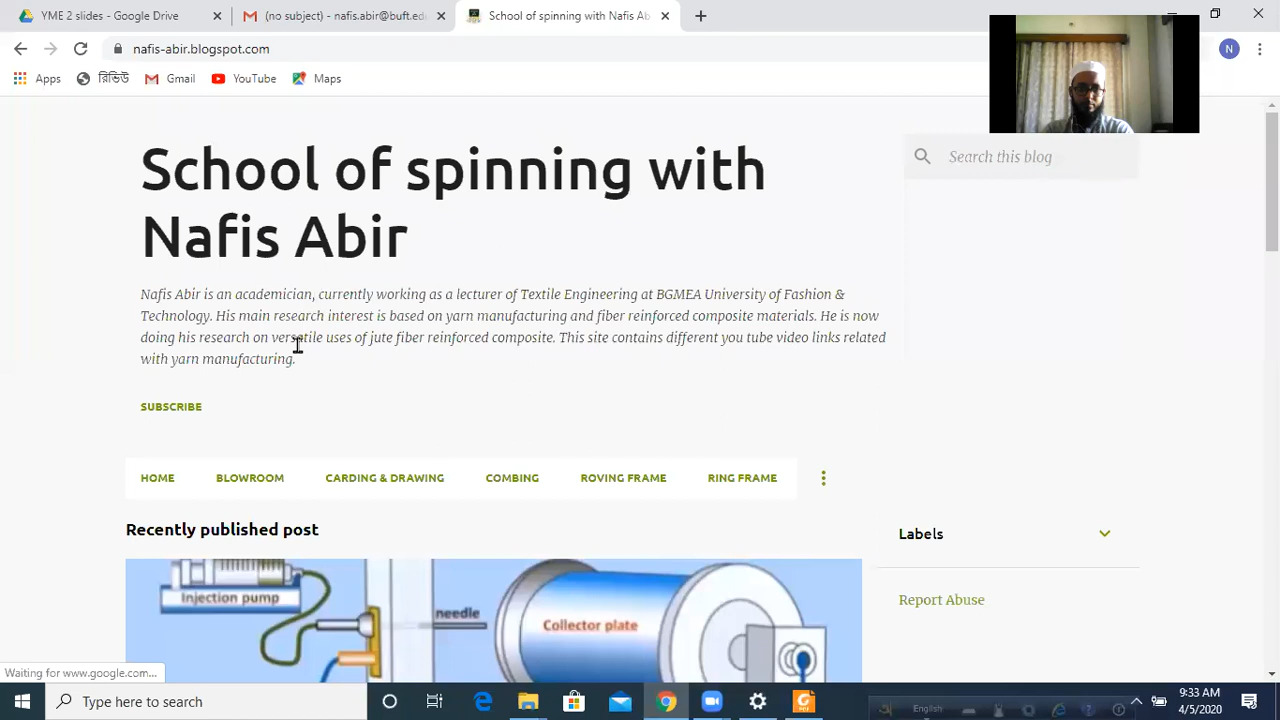 YME 2 slides - Google Drive
(no subject) - nafis.abir@buft.ed
School of spinning with Nafis Ab
nafis-abir.blogspot.com
N
Apps
রিভিউ
Gmail
YouTube
Maps
School of spinning with
Nafis Abir
Search this blog
Nafis Abir is an academician, currently working as a lecturer of Textile Engineering at BGMEA University of Fashion &
Technology. His main research interest is based on yarn manufacturing and fiber reinforced composite materials. He is now
doing his research on versatile uses of jute fiber reinforced composite. This site contains different you tube video links related
with yarn manufacturing.
SUBSCRIBE
HOME
BLOWROOM
CARDING & DRAWING
COMBING
ROVING FRAME
RING FRAME
Recently published post
Labels
Report Abuse
Injection pump
needle
Collector plate
Waiting for www.google.com...
Type here to search
English
9:33 AM
4/5/2020